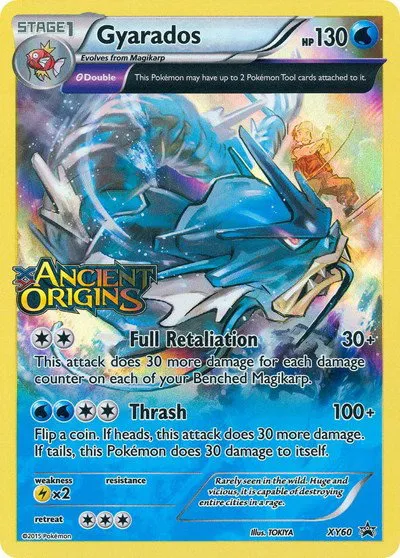 STAGE1
Gyarados
HP130
Evolves from Magikarp
Ω Double This Pokémon may have up to 2 Pokémon Tool cards attached to it.
XY
ANCIENT
ORIGINS
Full Retaliation 30+
This attack does 30 more damage for each damage
counter on each of your Benched Magikarp.
Thrash 100+
Flip a coin. If heads, this attack does 30 more damage.
If tails, this Pokémon does 30 damage to itself.
weakness resistance
×2
Rarely seen in the wild. Huge and
vicious, it is capable of destroying
entire cities in a rage.
retreat
©2015 Pokémon
Illus. TOKIYA
XY60
PROMO